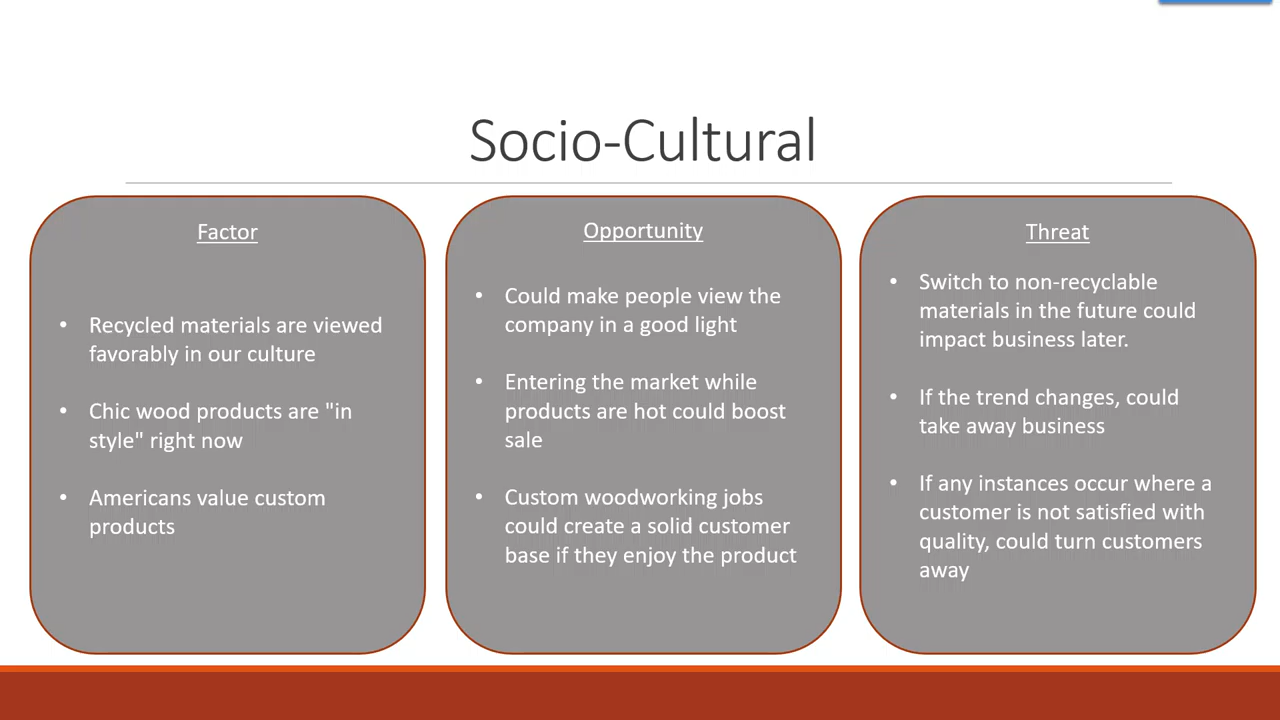 Socio-Cultural
Factor
• Recycled materials are viewed
favorably in our culture
• Chic wood products are "in
style" right now
• Americans value custom
products
Opportunity
• Could make people view the
company in a good light
• Entering the market while
products are hot could boost
sale
• Custom woodworking jobs
could create a solid customer
base if they enjoy the product
Threat
• Switch to non-recyclable
materials in the future could
impact business later.
• If the trend changes, could
take away business
• If any instances occur where a
customer is not satisfied with
quality, could turn customers
away